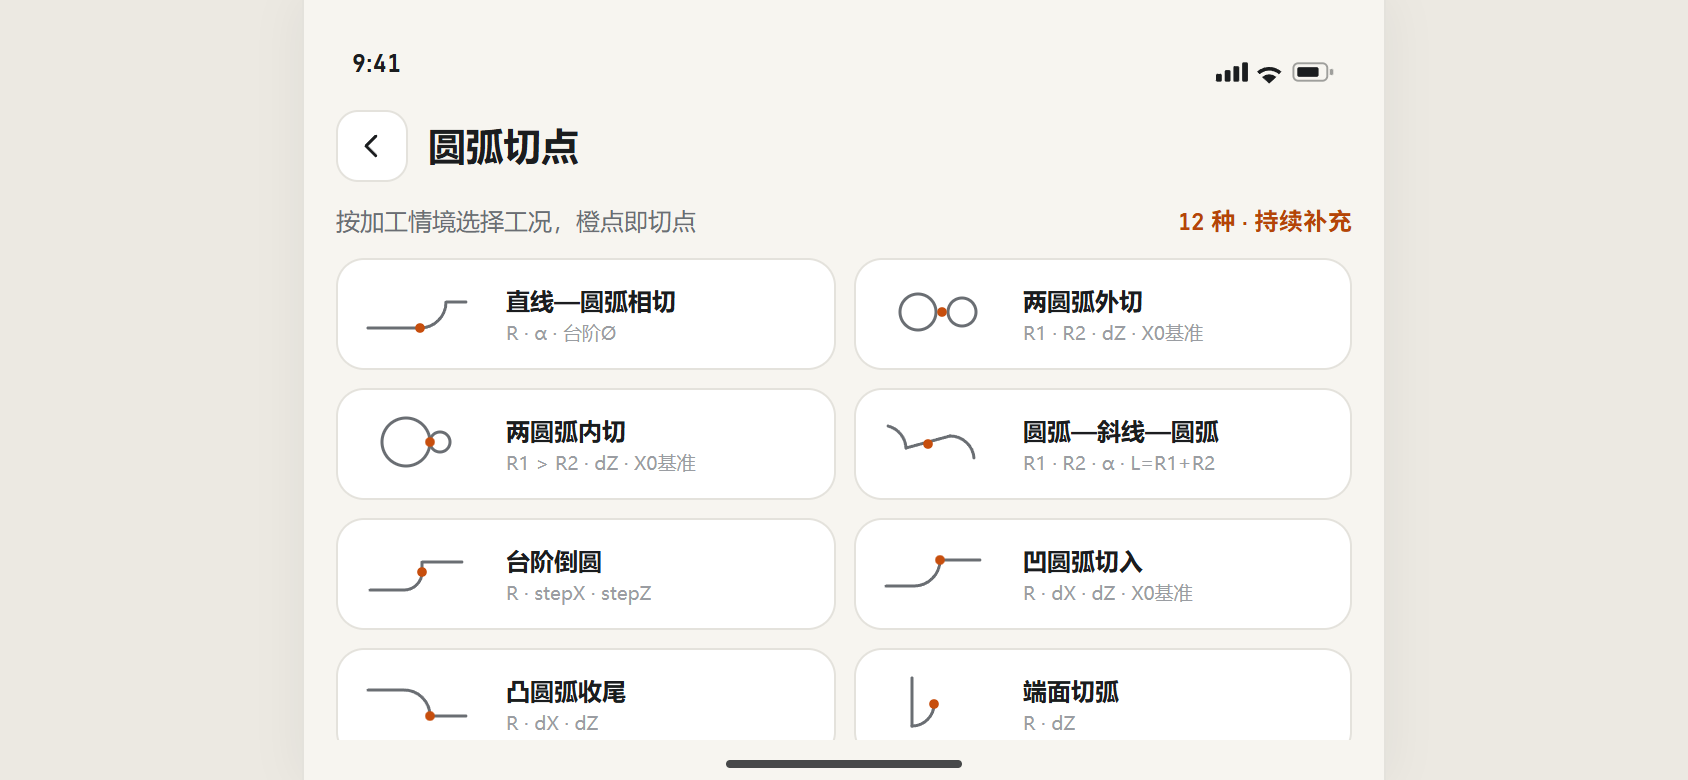 9:41
圆弧切点
按加工情境选择工况，橙点即切点
12 种 · 持续补充
直线—圆弧相切
R · α · 台阶Ø
两圆弧外切
R1 · R2 · dZ · X0基准
两圆弧内切
R1 > R2 · dZ · X0基准
圆弧—斜线—圆弧
R1 · R2 · α · L=R1+R2
台阶倒圆
R · stepX · stepZ
凹圆弧切入
R · dX · dZ · X0基准
凸圆弧收尾
R · dX · dZ
端面切弧
R · dZ